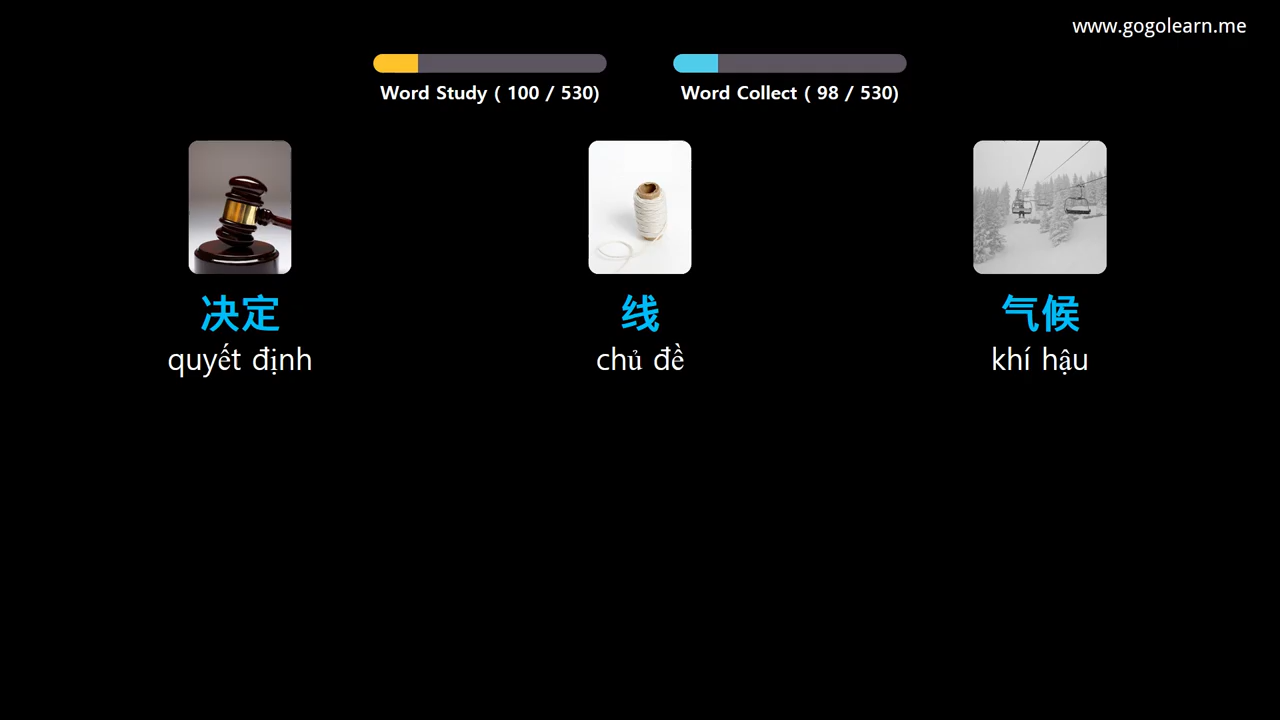 www.gogolearn.me
Word Study ( 100 / 530)
Word Collect ( 98 / 530)
决定
quyết định
线
chủ đề
气候
khí hậu